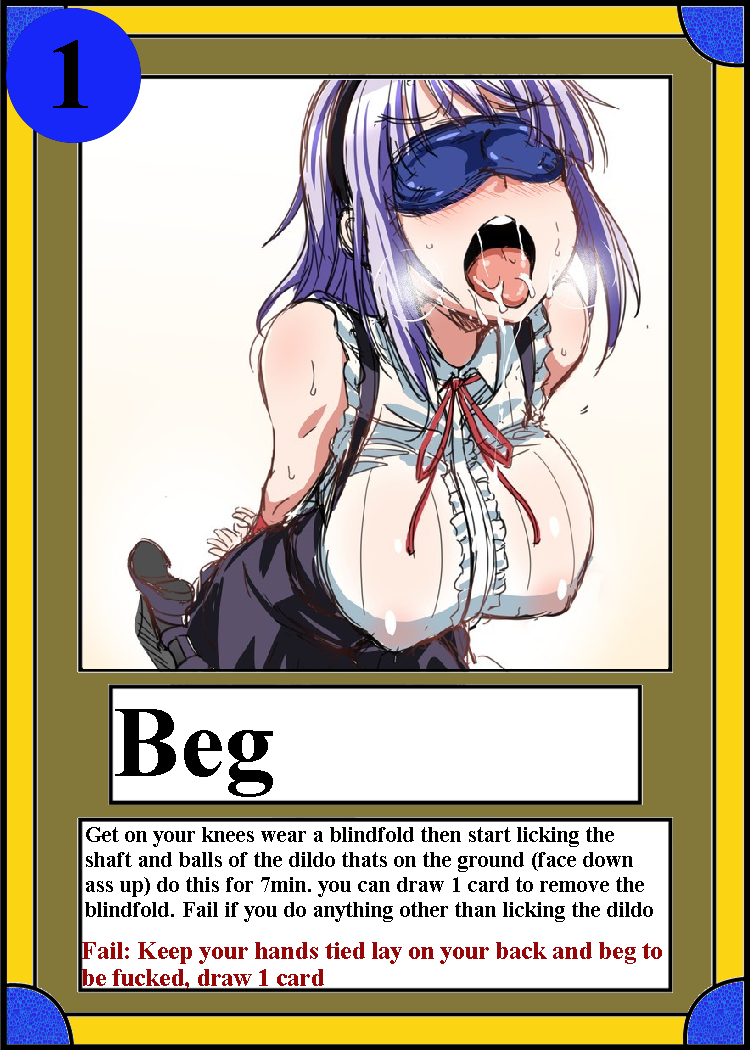 1
Beg
Get on your knees wear a blindfold then start licking the
shaft and balls of the dildo thats on the ground (face down
ass up) do this for 7min. you can draw 1 card to remove the
blindfold. Fail if you do anything other than licking the dildo
Fail: Keep your hands tied lay on your back and beg to
be fucked, draw 1 card